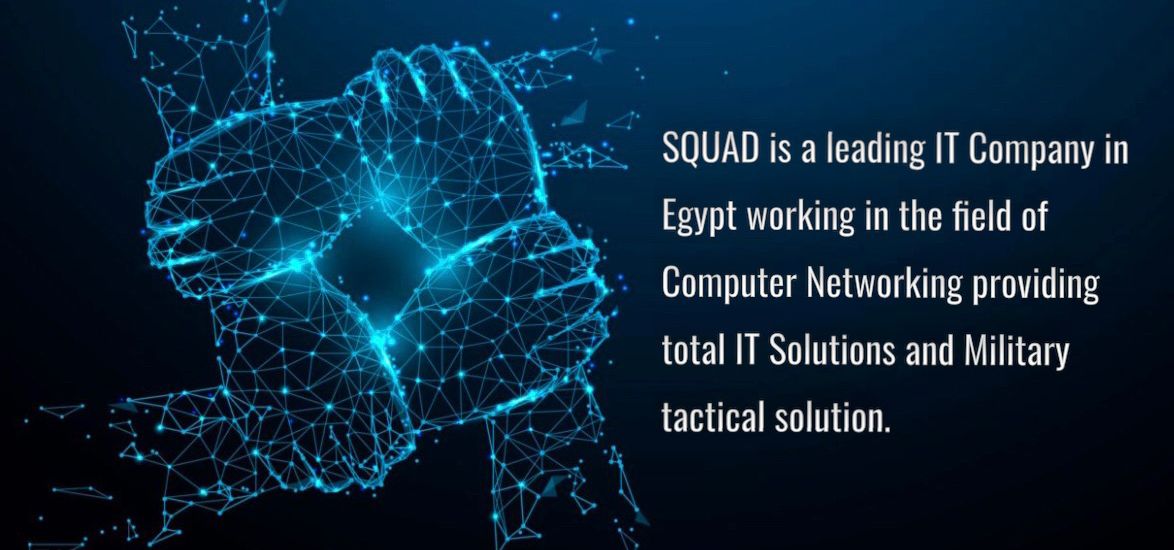 SQUAD is a leading IT Company in
Egypt working in the field of
Computer Networking providing
total IT Solutions and Military
tactical solution.